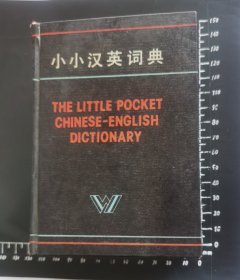 小小汉英词典
THE LITTLE POCKET
CHINESE-ENGLISH
DICTIONARY